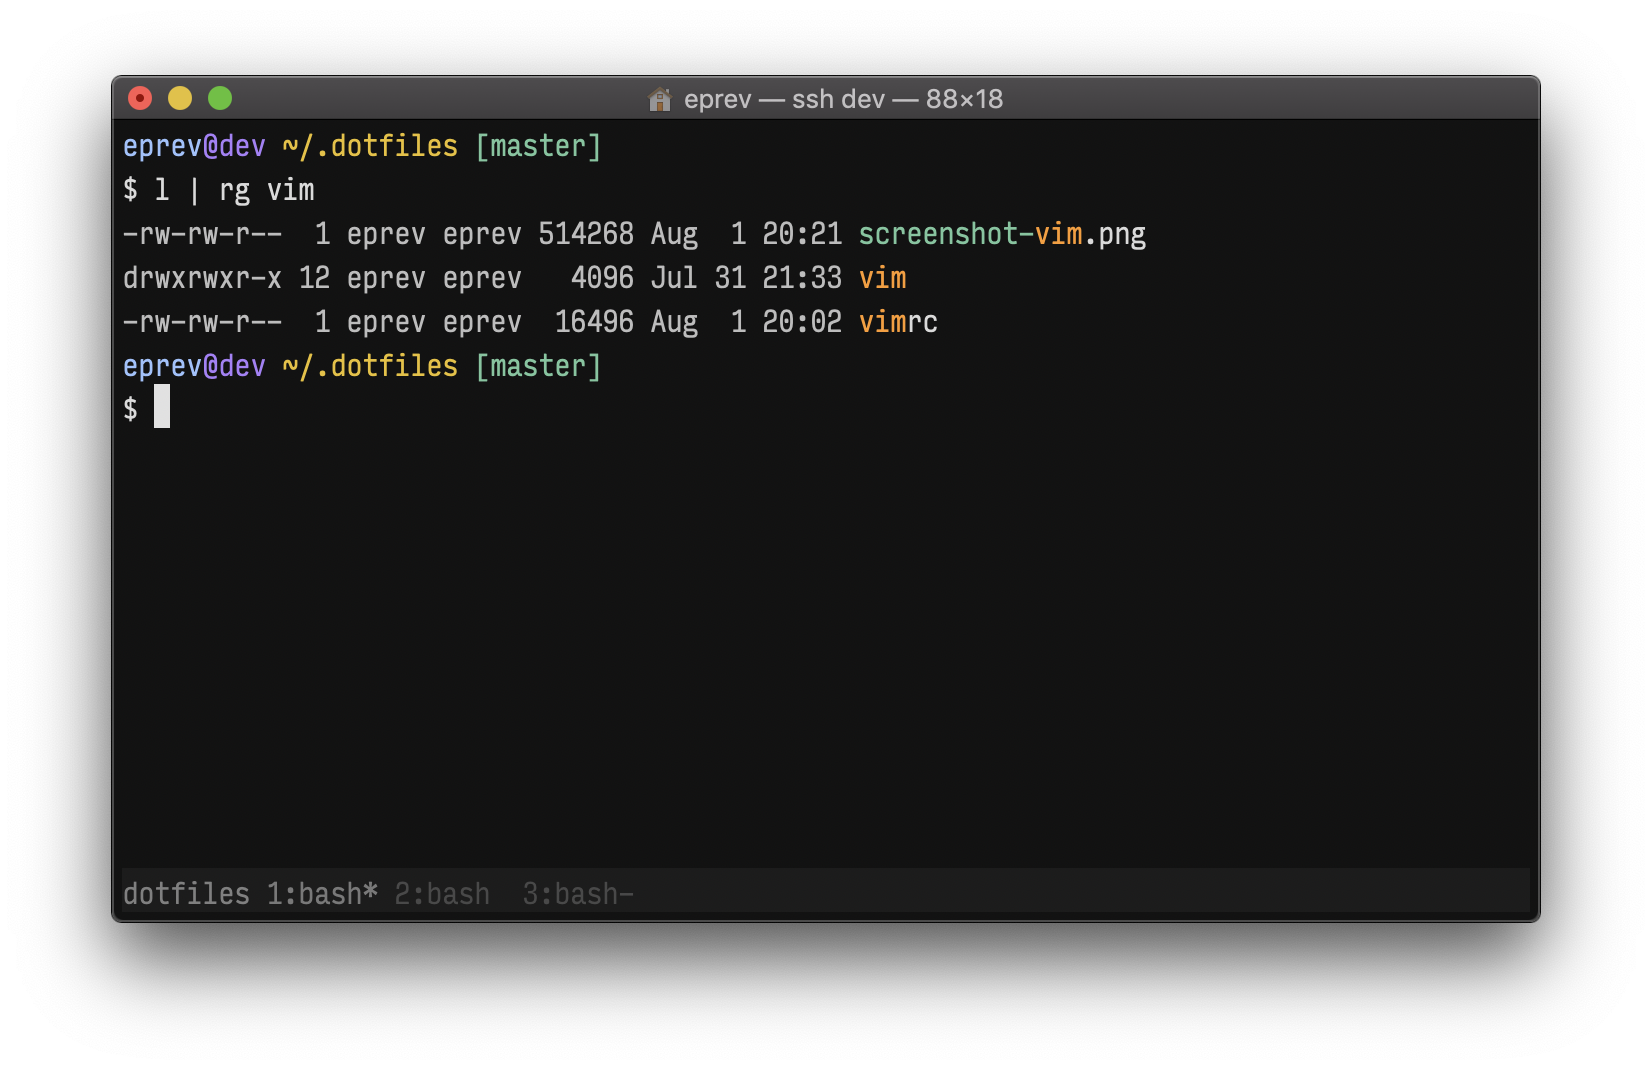 eprev — ssh dev — 88×18
eprev@dev ~/.dotfiles [master]
$ l | rg vim
-rw-rw-r--  1 eprev eprev 514268 Aug  1 20:21 screenshot-vim.png
drwxrwxr-x 12 eprev eprev   4096 Jul 31 21:33 vim
-rw-rw-r--  1 eprev eprev  16496 Aug  1 20:02 vimrc
eprev@dev ~/.dotfiles [master]
$
dotfiles 1:bash* 2:bash  3:bash-